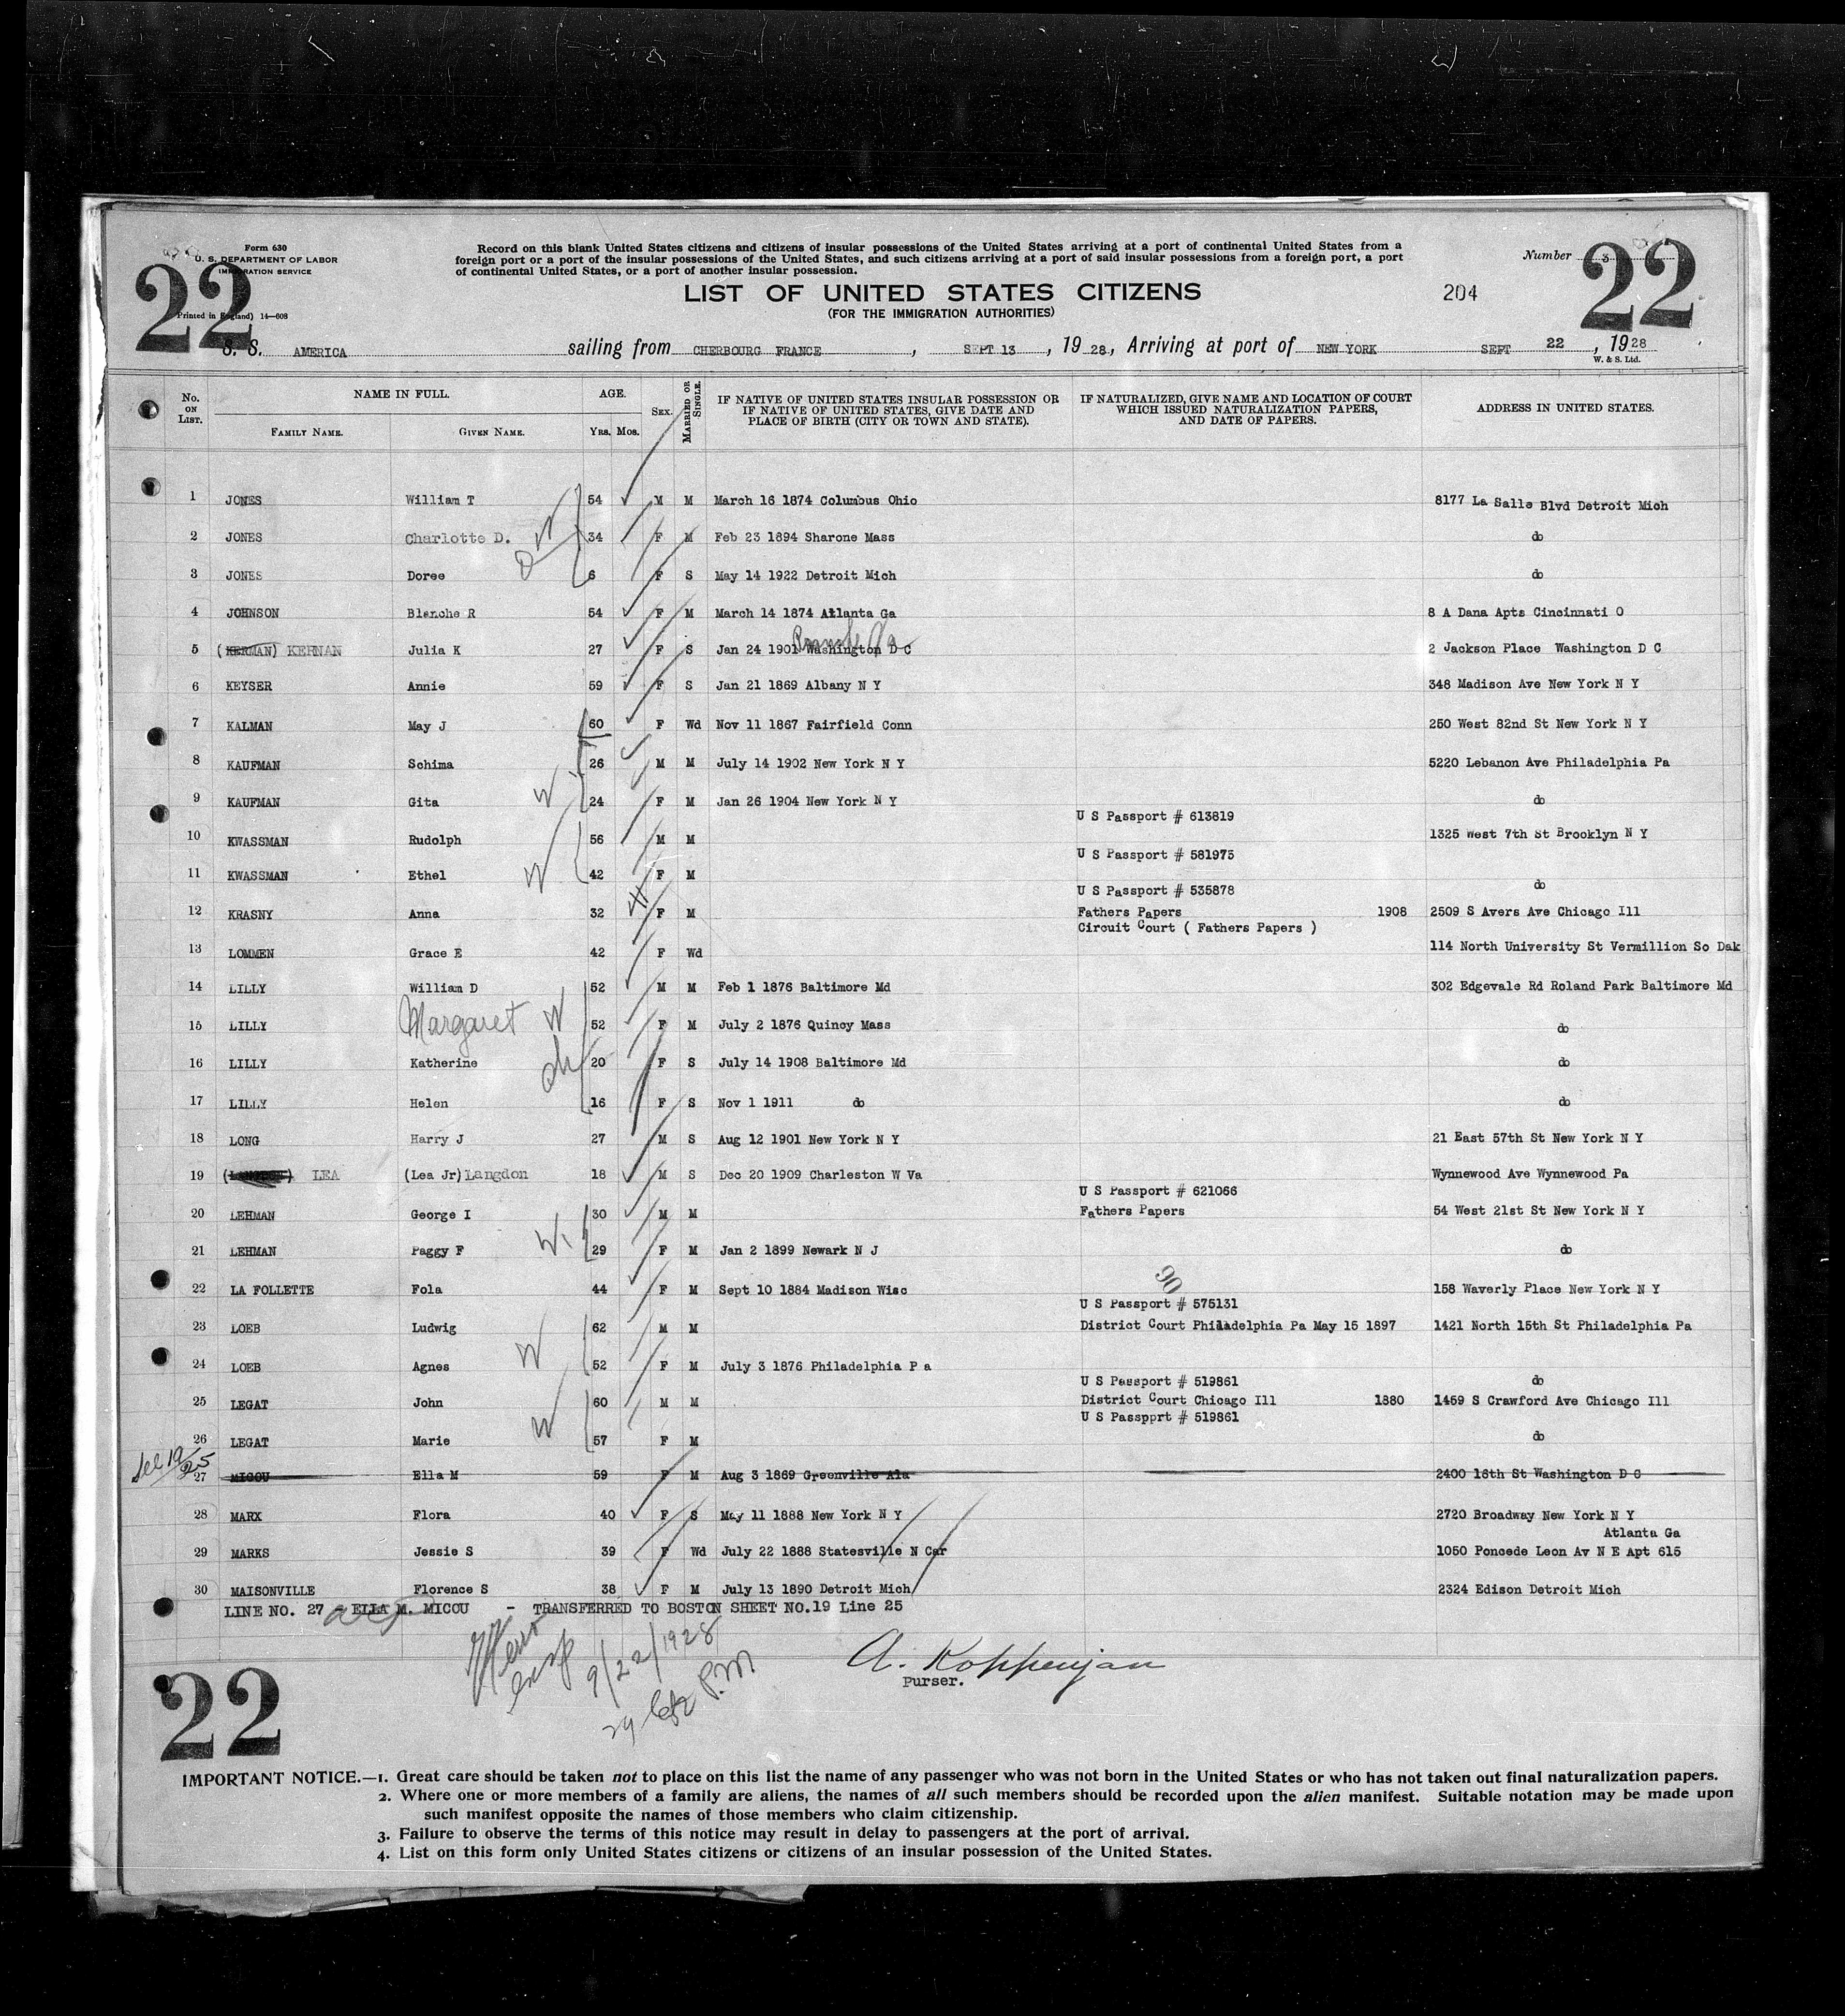 22
Form 630
U. S. DEPARTMENT OF LABOR
IMMIGRATION SERVICE
(Printed in England) 14—608
Record on this blank United States citizens and citizens of insular possessions of the United States arriving at a port of continental United States from a
foreign port or a port of the insular possessions of the United States, and such citizens arriving at a port of said insular possessions from a foreign port, a port
of continental United States, or a port of another insular possession.
Number 3
22
LIST OF UNITED STATES CITIZENS
204
(FOR THE IMMIGRATION AUTHORITIES)
S. S. AMERICA sailing from CHERBOURG FRANCE , SEPT 13 , 19 28, Arriving at port of NEW YORK SEPT 22 , 1928
W. & S. Ltd.
No. ON LIST. NAME IN FULL. FAMILY NAME. GIVEN NAME. AGE. YRS. MOS. SEX. MARRIED OR SINGLE. IF NATIVE OF UNITED STATES INSULAR POSSESSION OR IF NATIVE OF UNITED STATES, GIVE DATE AND PLACE OF BIRTH (CITY OR TOWN AND STATE). IF NATURALIZED, GIVE NAME AND LOCATION OF COURT WHICH ISSUED NATURALIZATION PAPERS, AND DATE OF PAPERS. ADDRESS IN UNITED STATES.
1 JONES William T 54 M M March 16 1874 Columbus Ohio 8177 La Salle Blvd Detroit Mich
2 JONES Charlotte D. 34 F M Feb 23 1894 Sharone Mass do
3 JONES Doree 6 F S May 14 1922 Detroit Mich do
4 JOHNSON Blanche R 54 F M March 14 1874 Atlanta Ga 8 A Dana Apts Cincinnati O
5 (KERMAN) KERNAN Julia K 27 F S Jan 24 1901 Washington D C 2 Jackson Place Washington D C
6 KEYSER Annie 59 F S Jan 21 1869 Albany N Y 348 Madison Ave New York N Y
7 KALMAN May J 60 F Wd Nov 11 1867 Fairfield Conn 250 West 82nd St New York N Y
8 KAUFMAN Schima 26 M M July 14 1902 New York N Y 5220 Lebanon Ave Philadelphia Pa
9 KAUFMAN Gita W 24 F M Jan 26 1904 New York N Y do
U S Passport # 613819
10 KWASSMAN Rudolph 56 M M 1325 West 7th St Brooklyn N Y
U S Passport # 581975
11 KWASSMAN Ethel W 42 F M do
U S Passport # 535878
12 KRASNY Anna 32 F M Fathers Papers 1908 2509 S Avers Ave Chicago Ill
Circuit Court ( Fathers Papers )
13 LOMMEN Grace E 42 F Wd 114 North University St Vermillion So Dak
14 LILLY William D 52 M M Feb 1 1876 Baltimore Md 302 Edgevale Rd Roland Park Baltimore Md
15 LILLY Margaret W 52 F M July 2 1876 Quincy Mass do
16 LILLY Katherine ch 20 F S July 14 1908 Baltimore Md do
17 LILLY Helen 16 F S Nov 1 1911 do do
18 LONG Harry J 27 M S Aug 12 1901 New York N Y 21 East 57th St New York N Y
19 LEA (Lea Jr) Langdon 18 M S Dec 20 1909 Charleston W Va Wynnewood Ave Wynnewood Pa
U S Passport # 621066
20 LEHMAN George I 30 M M Fathers Papers 54 West 21st St New York N Y
21 LEHMAN Paggy F W 29 F M Jan 2 1899 Newark N J do
22 LA FOLLETTE Fola 44 F M Sept 10 1884 Madison Wisc 90 158 Waverly Place New York N Y
U S Passport # 575131
23 LOEB Ludwig 62 M M District Court Philadelphia Pa May 15 1897 1421 North 15th St Philadelphia Pa
24 LOEB Agnes W 52 F M July 3 1876 Philadelphia P a do
U S Passport # 519861
25 LEGAT John 60 M M District Court Chicago Ill 1880 1459 S Crawford Ave Chicago Ill
U S Passpprt # 519861
26 LEGAT Marie W 57 F M do
27 MICOU Ella M 59 F M Aug 3 1869 Greenville Ala 2400 16th St Washington D C
28 MARX Flora 40 F S May 11 1888 New York N Y 2720 Broadway New York N Y
Atlanta Ga
29 MARKS Jessie S 39 F Wd July 22 1888 Statesville N Car 1050 Poncede Leon Av N E Apt 615
30 MAISONVILLE Florence S 38 F M July 13 1890 Detroit Mich 2324 Edison Detroit Mich
LINE NO. 27 - ELLA M. MICOU - TRANSFERRED TO BOSTON SHEET NO.19 Line 25
insp 9/22/1928
P.M
A. Koppenjan
Purser.
22
IMPORTANT NOTICE.—1. Great care should be taken not to place on this list the name of any passenger who was not born in the United States or who has not taken out final naturalization papers.
2. Where one or more members of a family are aliens, the names of all such members should be recorded upon the alien manifest. Suitable notation may be made upon
such manifest opposite the names of those members who claim citizenship.
3. Failure to observe the terms of this notice may result in delay to passengers at the port of arrival.
4. List on this form only United States citizens or citizens of an insular possession of the United States.